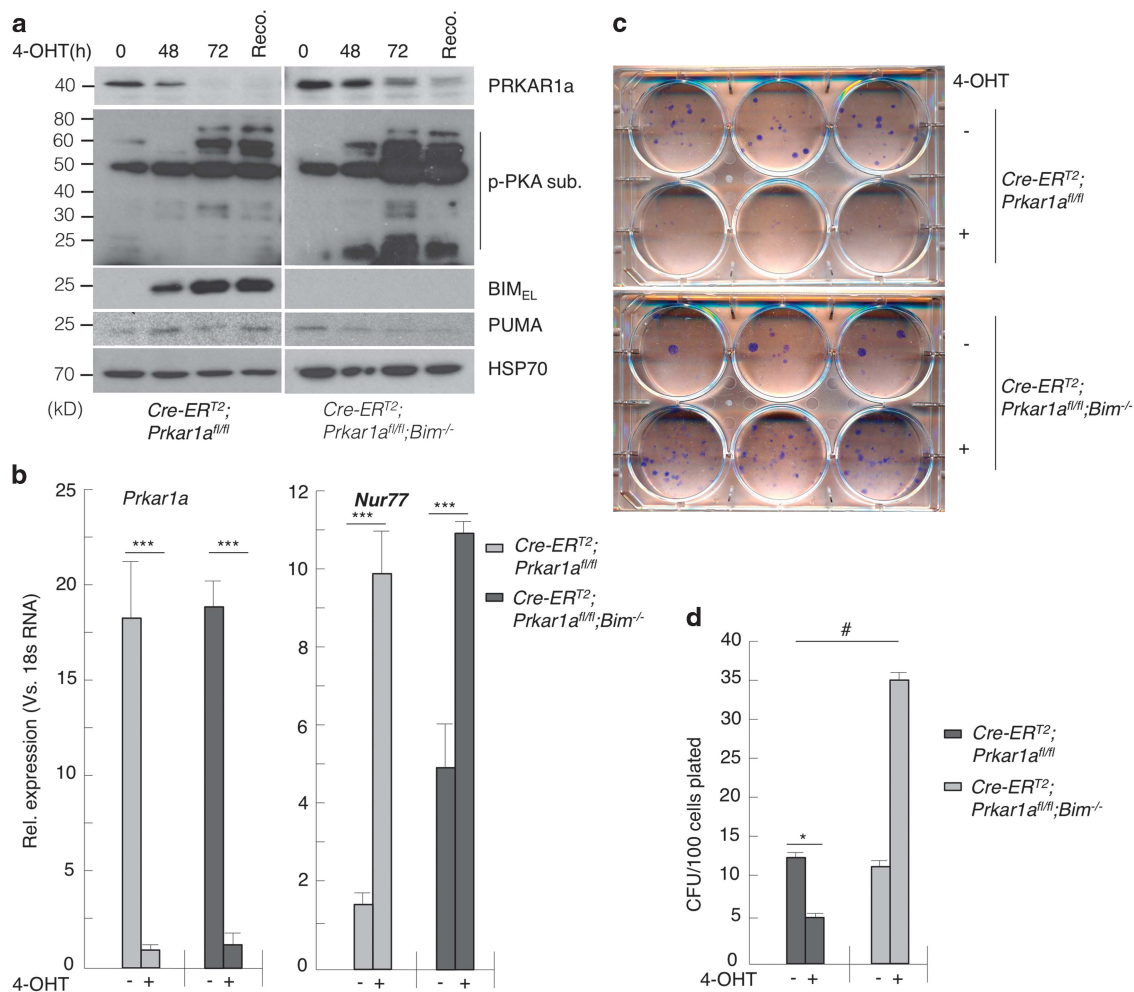 a
4-OHT(h) 0 48 72 Reco. 0 48 72 Reco.
40 PRKAR1a
80
60
50
40
30
25
p-PKA sub.
25 BIMEL
25 PUMA
70 HSP70
(kD)
Cre-ERT2;
Prkar1afl/fl
Cre-ERT2;
Prkar1afl/fl;Bim-/-
b
Rel. expression (Vs. 18s RNA)
25
20
15
10
5
0
Prkar1a
*** ***
4-OHT - + - +
12
10
8
6
4
2
0
Nur77
*** ***
- + - +
Cre-ERT2;
Prkar1afl/fl
Cre-ERT2;
Prkar1afl/fl;Bim-/-
c
4-OHT
-
+
Cre-ERT2;
Prkar1afl/fl
-
+
Cre-ERT2;
Prkar1afl/fl;Bim-/-
d
CFU/100 cells plated
40
35
30
25
20
15
10
5
0
#
*
4-OHT - + - +
Cre-ERT2;
Prkar1afl/fl
Cre-ERT2;
Prkar1afl/fl;Bim-/-